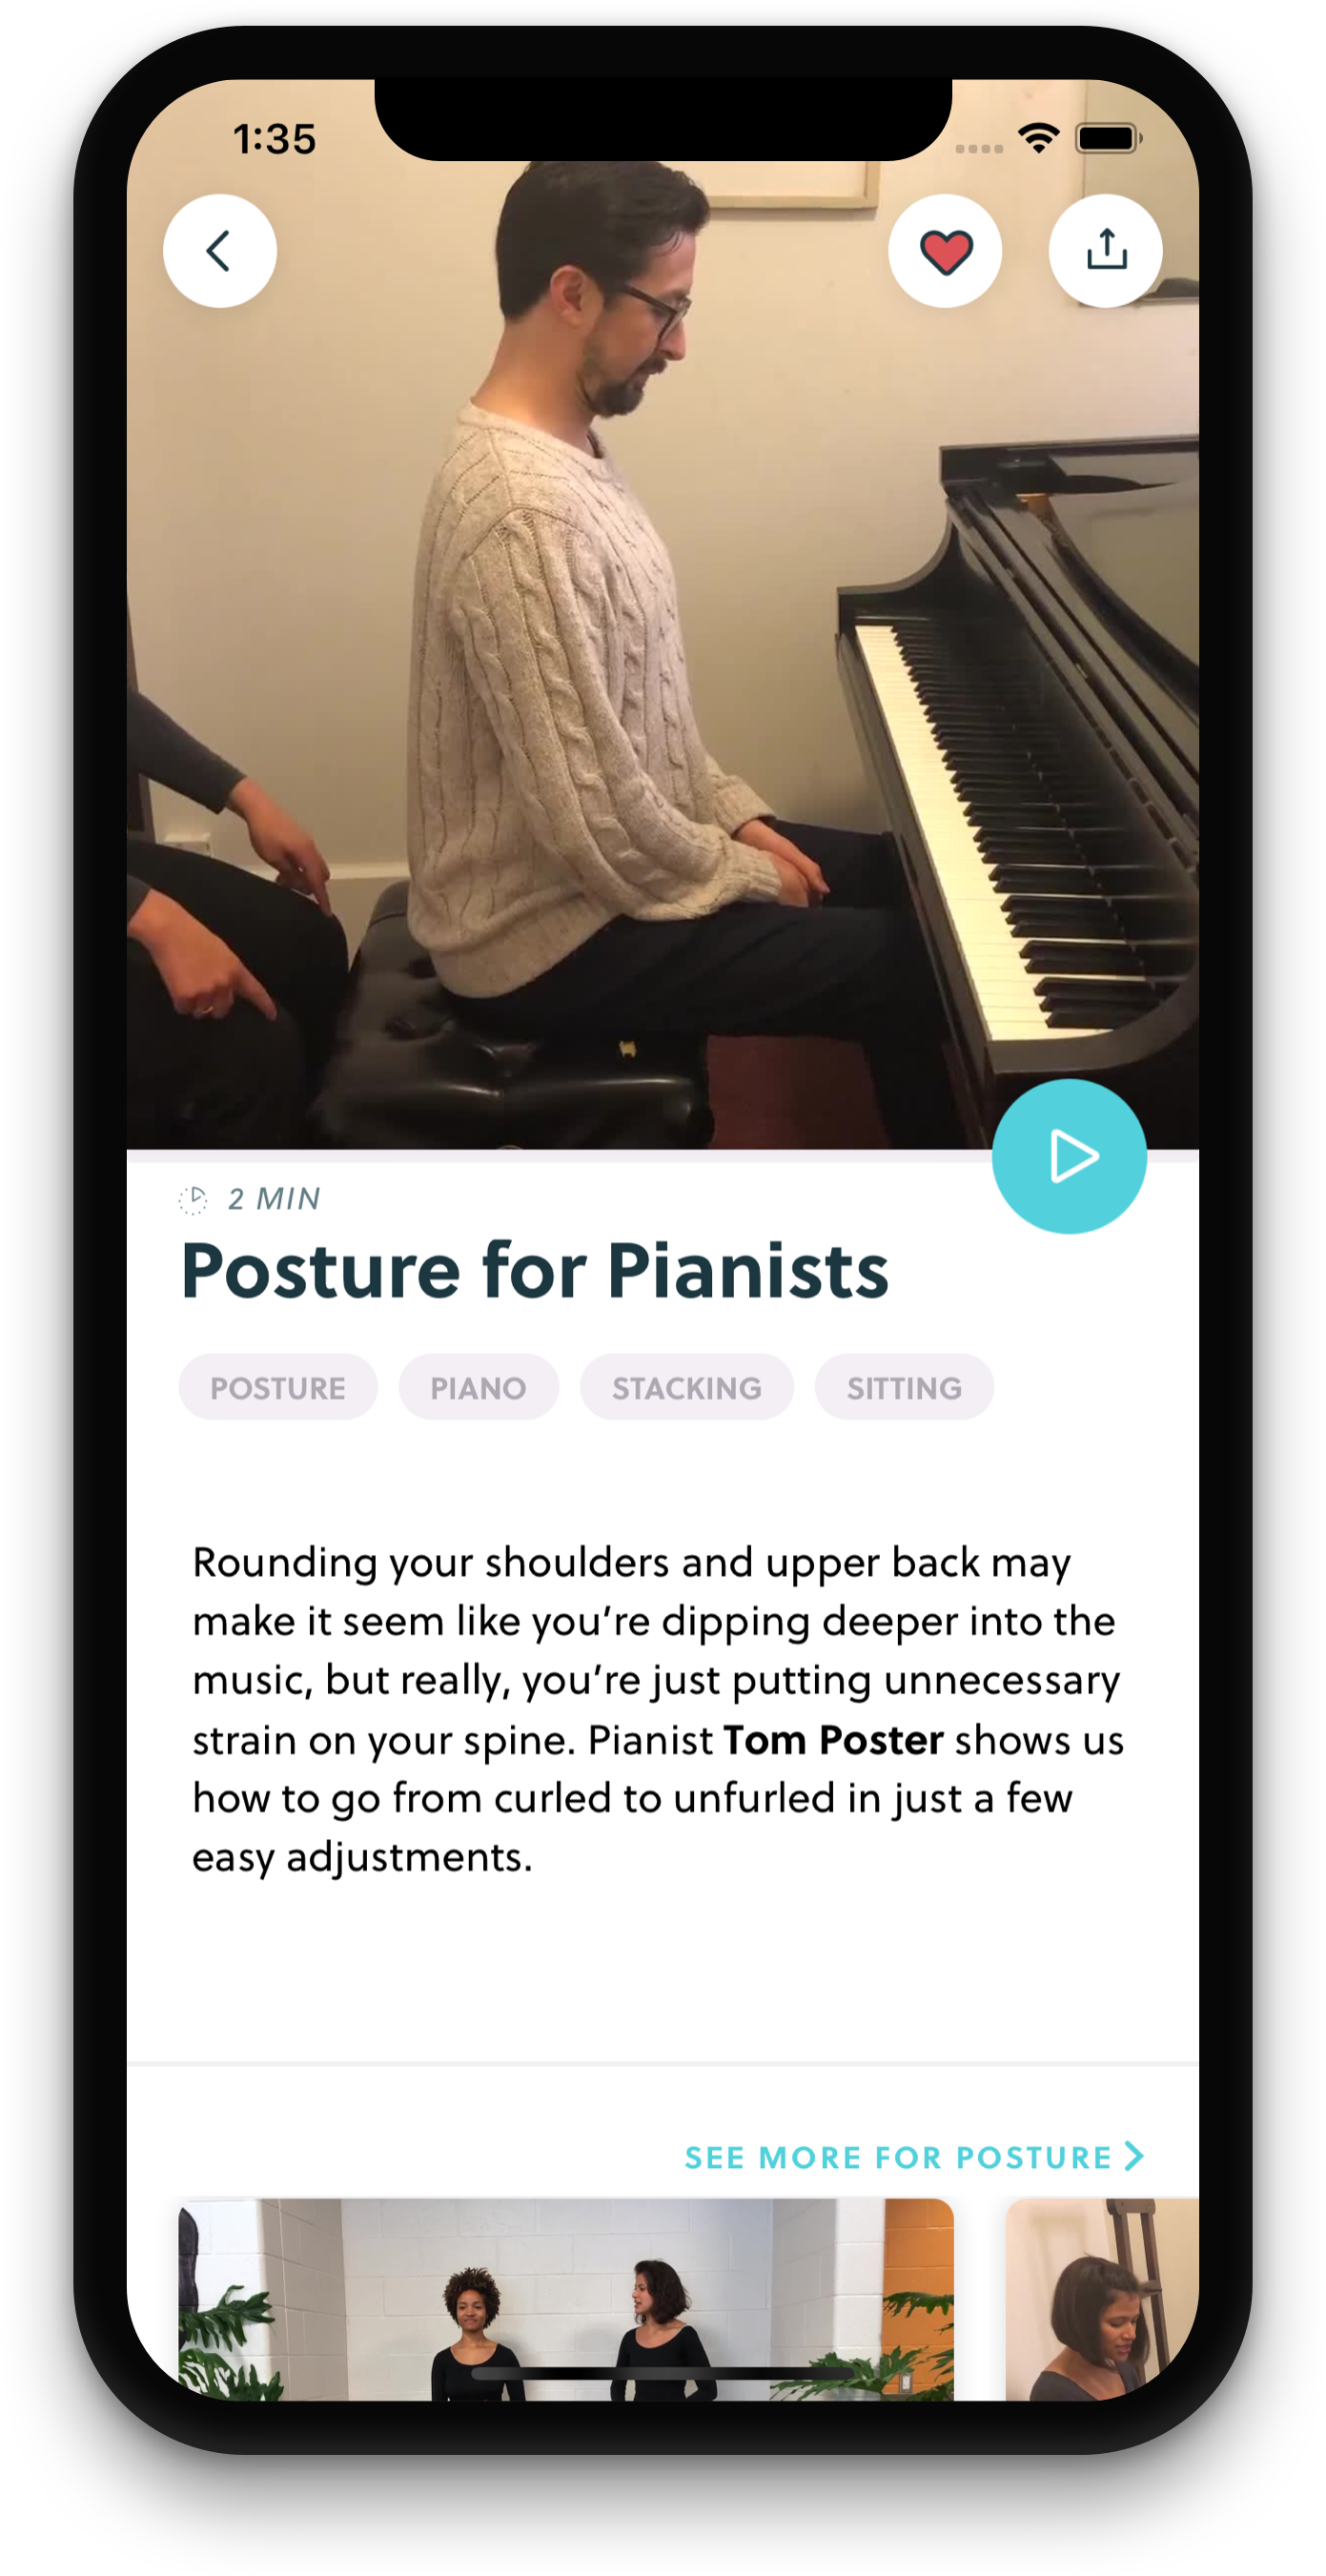 1:35
2 MIN
Posture for Pianists
POSTURE PIANO STACKING SITTING
Rounding your shoulders and upper back may
make it seem like you’re dipping deeper into the
music, but really, you’re just putting unnecessary
strain on your spine. Pianist Tom Poster shows us
how to go from curled to unfurled in just a few
easy adjustments.
SEE MORE FOR POSTURE